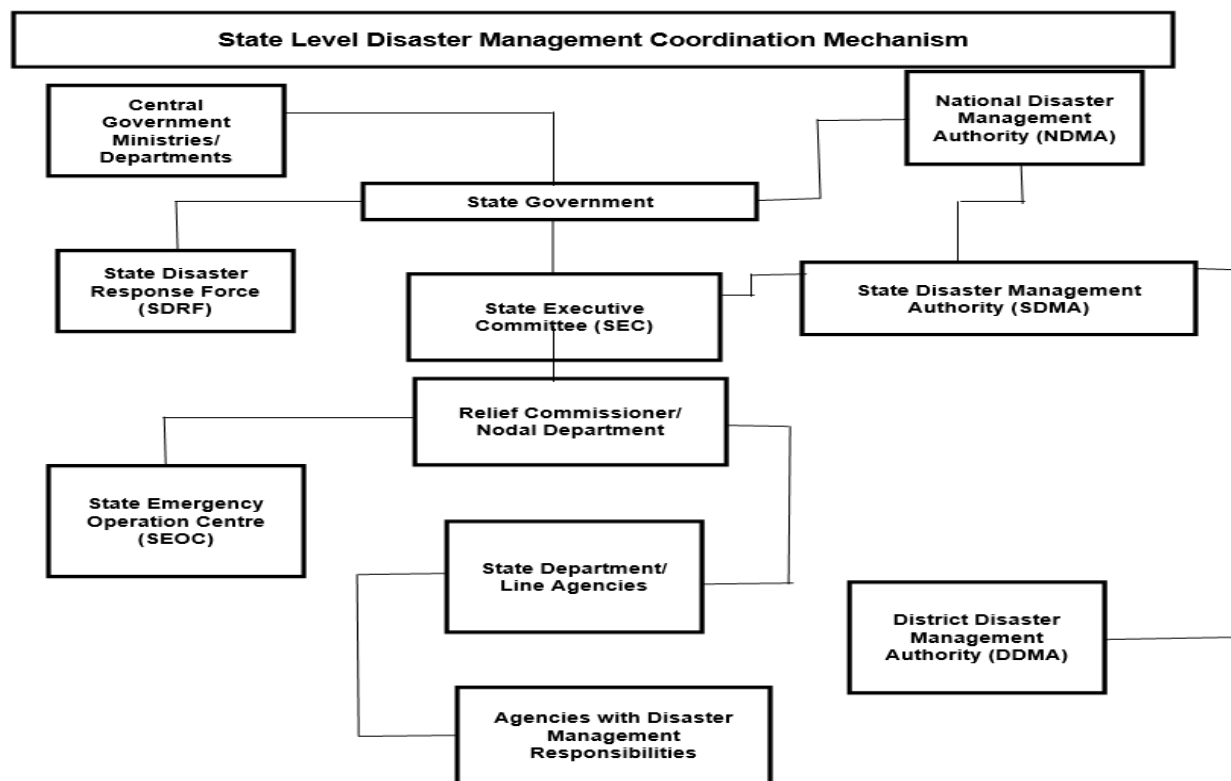 State Level Disaster Management Coordination Mechanism
Central
Government
Ministries/
Departments
National Disaster
Management
Authority (NDMA)
State Government
State Disaster
Response Force
(SDRF)
State Executive
Committee (SEC)
State Disaster Management
Authority (SDMA)
Relief Commissioner/
Nodal Department
State Emergency
Operation Centre
(SEOC)
State Department/
Line Agencies
District Disaster
Management
Authority (DDMA)
Agencies with Disaster
Management
Responsibilities